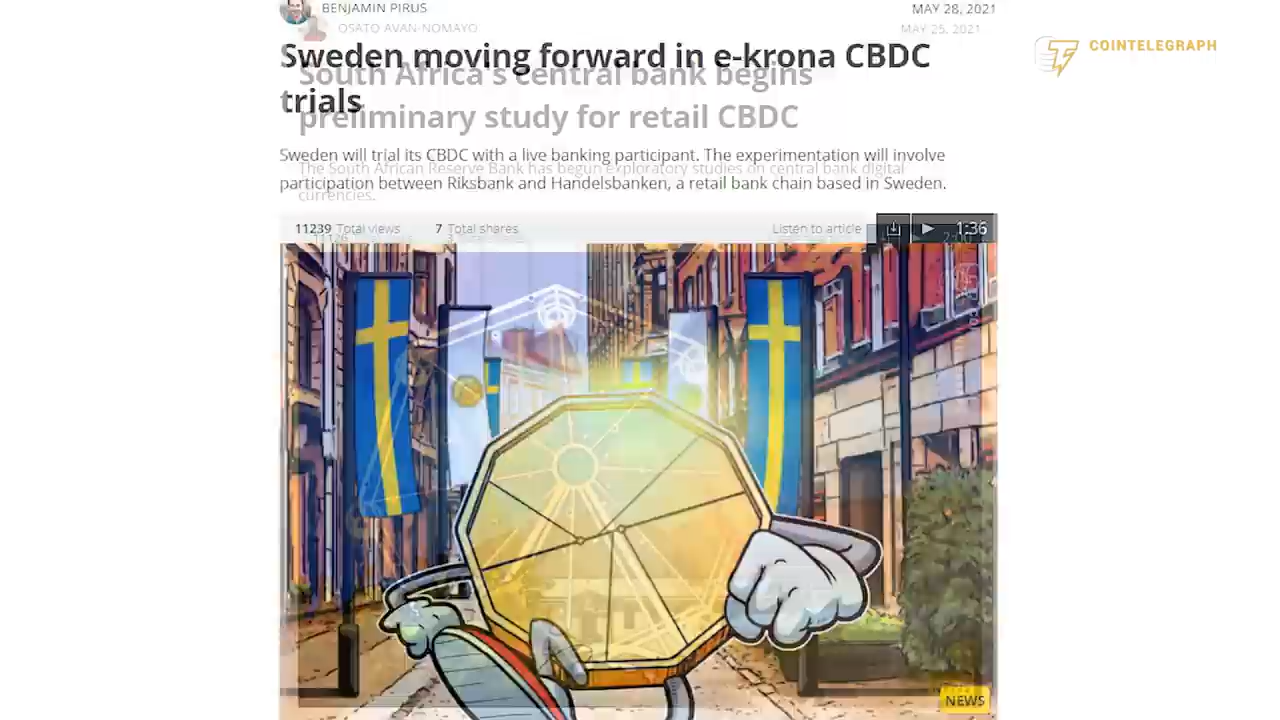 BENJAMIN PIRUS
MAY 28, 2021
OSATO AVAN-NOMAYO
MAY 25, 2021
COINTELEGRAPH
Sweden moving forward in e-krona CBDC
trials
South Africa's central bank begins
preliminary study for retail CBDC
Sweden will trial its CBDC with a live banking participant. The experimentation will involve
participation between Riksbank and Handelsbanken, a retail bank chain based in Sweden.
The South African Reserve Bank has begun exploratory studies on central bank digital
currencies.
11239 Total views
7 Total shares
Listen to article
1:36
11126
3
2:00
NEWS